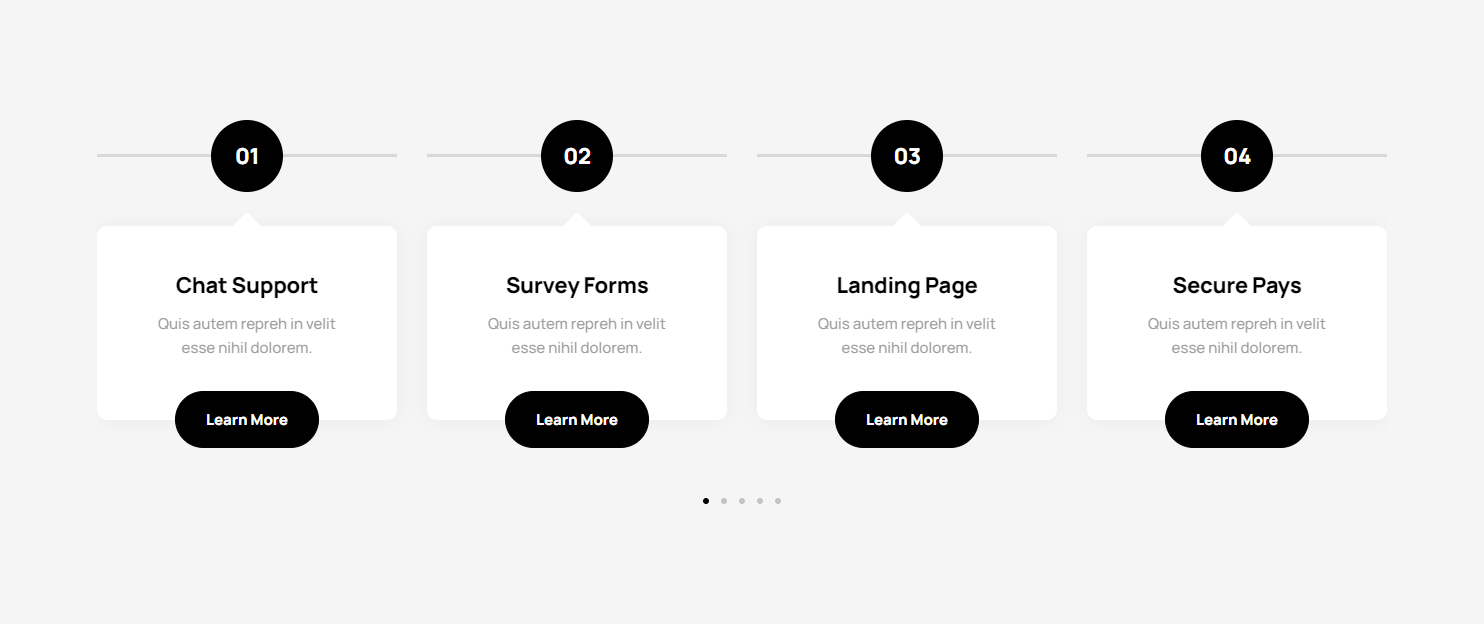 01
02
03
04
Chat Support
Quis autem repreh in velit
esse nihil dolorem.
Learn More
Survey Forms
Quis autem repreh in velit
esse nihil dolorem.
Learn More
Landing Page
Quis autem repreh in velit
esse nihil dolorem.
Learn More
Secure Pays
Quis autem repreh in velit
esse nihil dolorem.
Learn More